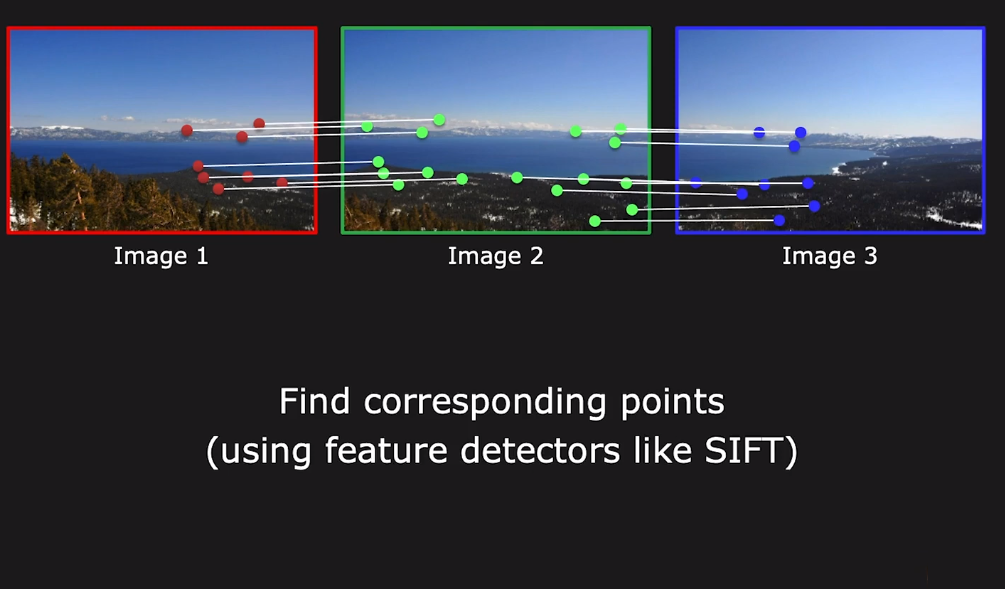 Image 1
Image 2
Image 3
Find corresponding points
(using feature detectors like SIFT)